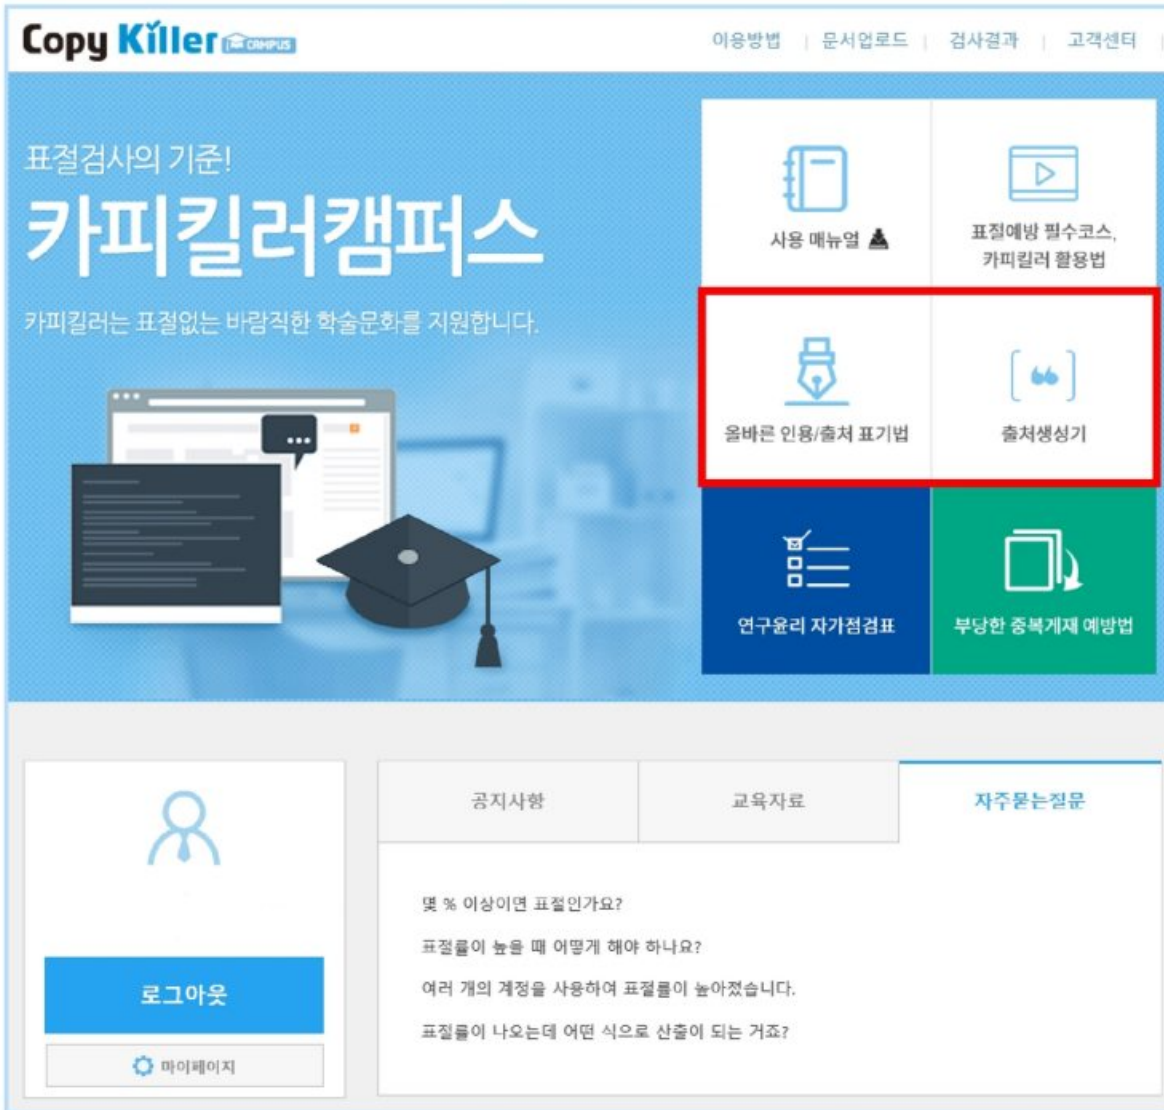 Copy Killer CAMPUS
이용방법 | 문서업로드 | 검사결과 | 고객센터 |
표절검사의 기준!
카피킬러캠퍼스
카피킬러는 표절없는 바람직한 학술문화를 지원합니다.
사용 매뉴얼
표절예방 필수코스,
카피킬러 활용법
올바른 인용/출처 표기법
출처생성기
연구윤리 자가점검표
부당한 중복게재 예방법
로그아웃
마이페이지
공지사항
교육자료
자주묻는질문
몇 % 이상이면 표절인가요?
표절률이 높을 때 어떻게 해야 하나요?
여러 개의 계정을 사용하여 표절률이 높아졌습니다.
표절률이 나오는데 어떤 식으로 산출이 되는 거죠?